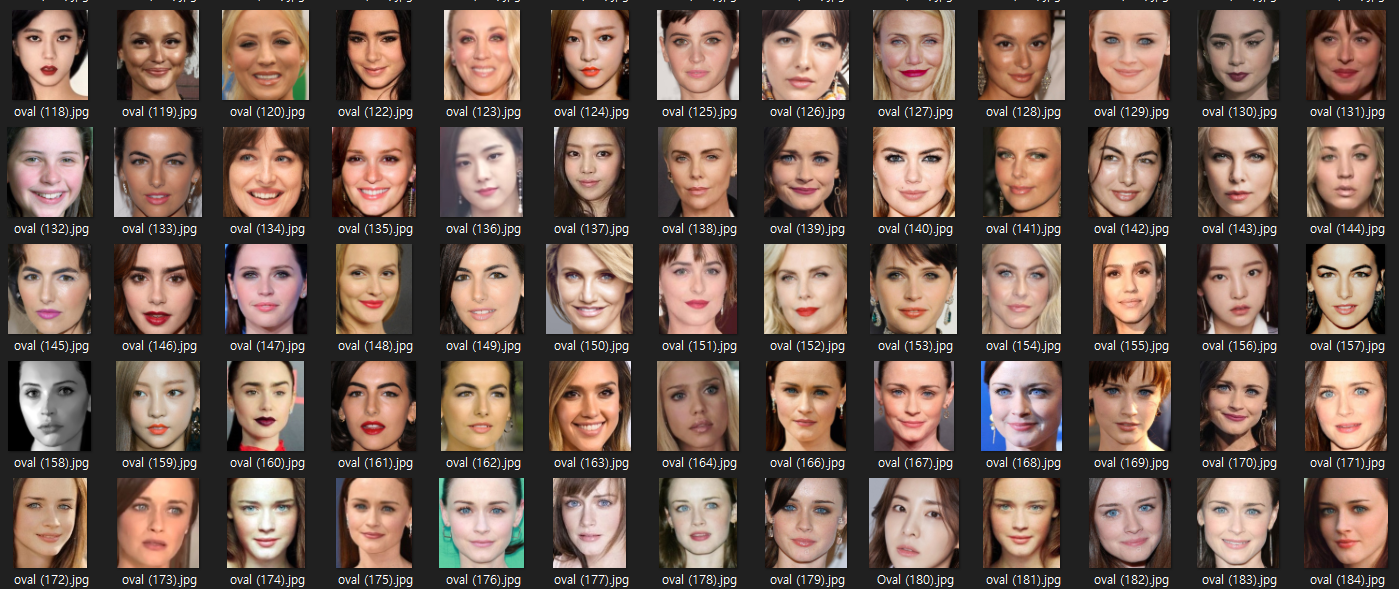 oval (118).jpg oval (119).jpg oval (120).jpg oval (122).jpg oval (123).jpg oval (124).jpg oval (125).jpg oval (126).jpg oval (127).jpg oval (128).jpg oval (129).jpg oval (130).jpg oval (131).jpg
oval (132).jpg oval (133).jpg oval (134).jpg oval (135).jpg oval (136).jpg oval (137).jpg oval (138).jpg oval (139).jpg oval (140).jpg oval (141).jpg oval (142).jpg oval (143).jpg oval (144).jpg
oval (145).jpg oval (146).jpg oval (147).jpg oval (148).jpg oval (149).jpg oval (150).jpg oval (151).jpg oval (152).jpg oval (153).jpg oval (154).jpg oval (155).jpg oval (156).jpg oval (157).jpg
oval (158).jpg oval (159).jpg oval (160).jpg oval (161).jpg oval (162).jpg oval (163).jpg oval (164).jpg oval (166).jpg oval (167).jpg oval (168).jpg oval (169).jpg oval (170).jpg oval (171).jpg
oval (172).jpg oval (173).jpg oval (174).jpg oval (175).jpg oval (176).jpg oval (177).jpg oval (178).jpg oval (179).jpg Oval (180).jpg oval (181).jpg oval (182).jpg oval (183).jpg oval (184).jpg